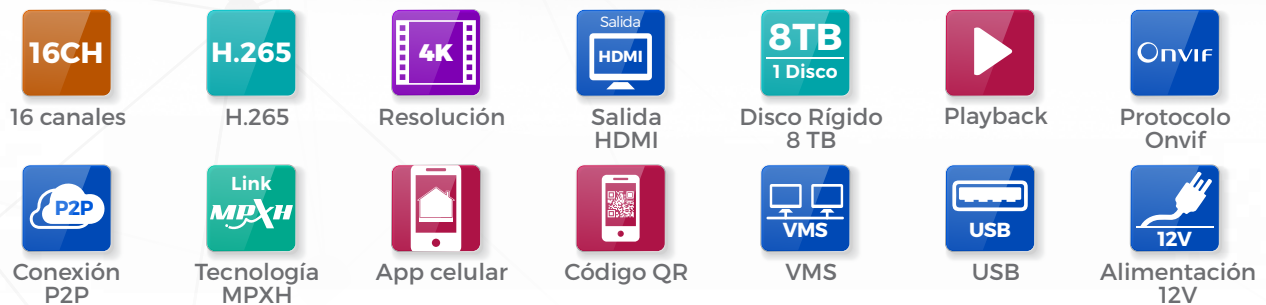 16CH
H.265
4K
Salida
HDMI
8TB
1 Disco
ONVIF
16 canales
H.265
Resolución
Salida
HDMI
Disco Rígido
8 TB
Playback
Protocolo
Onvif
P2P
Link
MPXH
VMS
USB
12V
Conexión
P2P
Tecnología
MPXH
App celular
Código QR
VMS
USB
Alimentación
12V